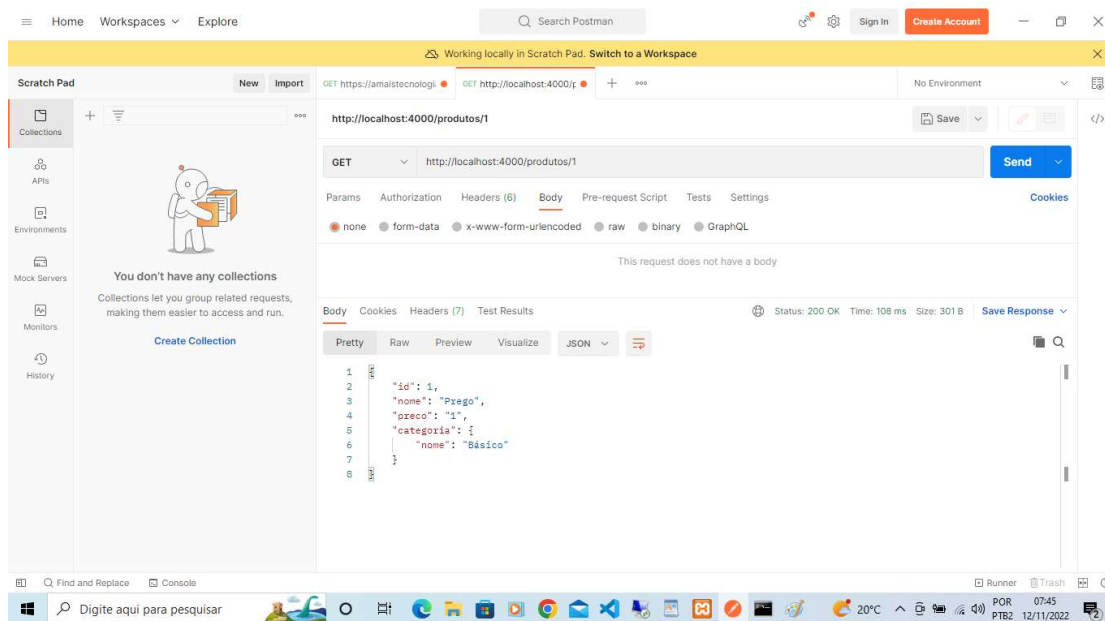 Home Workspaces Explore Search Postman Sign In Create Account
Working locally in Scratch Pad. Switch to a Workspace
Scratch Pad New Import GET https://amaistecnologi. GET http://localhost:4000/p No Environment
Collections
APIs
Environments
Mock Servers
Monitors
History
You don't have any collections
Collections let you group related requests,
making them easier to access and run.
Create Collection
http://localhost:4000/produtos/1 Save
GET http://localhost:4000/produtos/1 Send
Params Authorization Headers (6) Body Pre-request Script Tests Settings Cookies
none form-data x-www-form-urlencoded raw binary GraphQL
This request does not have a body
Body Cookies Headers (7) Test Results Status: 200 OK Time: 108 ms Size: 301 B Save Response
Pretty Raw Preview Visualize JSON
1 {
2 "id": 1,
3 "nome": "Prego",
4 "preco": "1",
5 "categoria": {
6 "nome": "Básico"
7 }
8 }
Find and Replace Console Runner Trash
Digite aqui para pesquisar 20°C POR 07:45
PTB2 12/11/2022 2